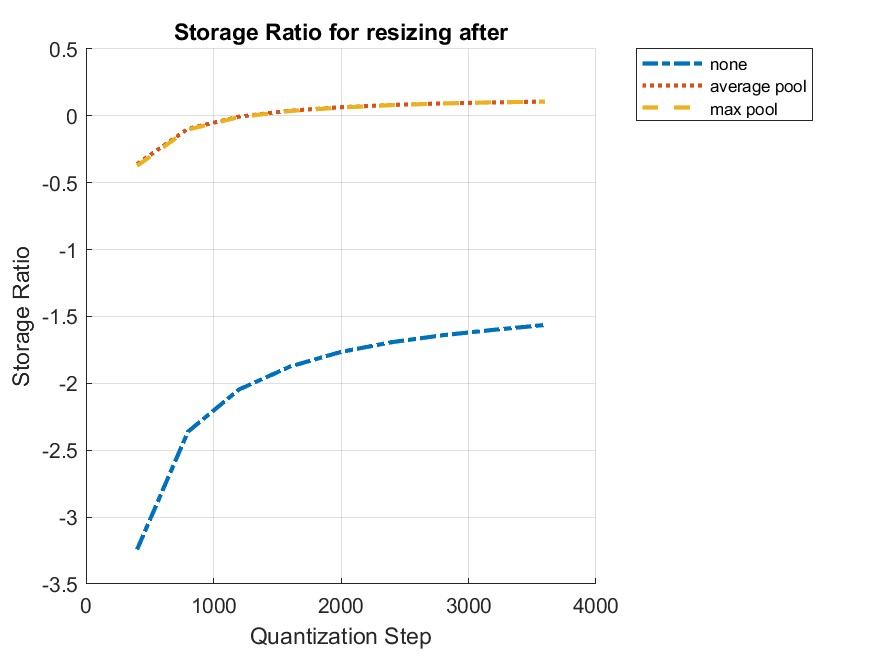 Storage Ratio for resizing after
none
average pool
max pool
0.5
0
-0.5
-1
-1.5
-2
-2.5
-3
-3.5
Storage Ratio
0 1000 2000 3000 4000
Quantization Step